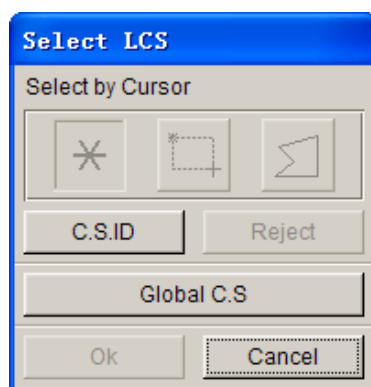 Select LCS
Select by Cursor
C.S.ID Reject
Global C.S
Ok Cancel